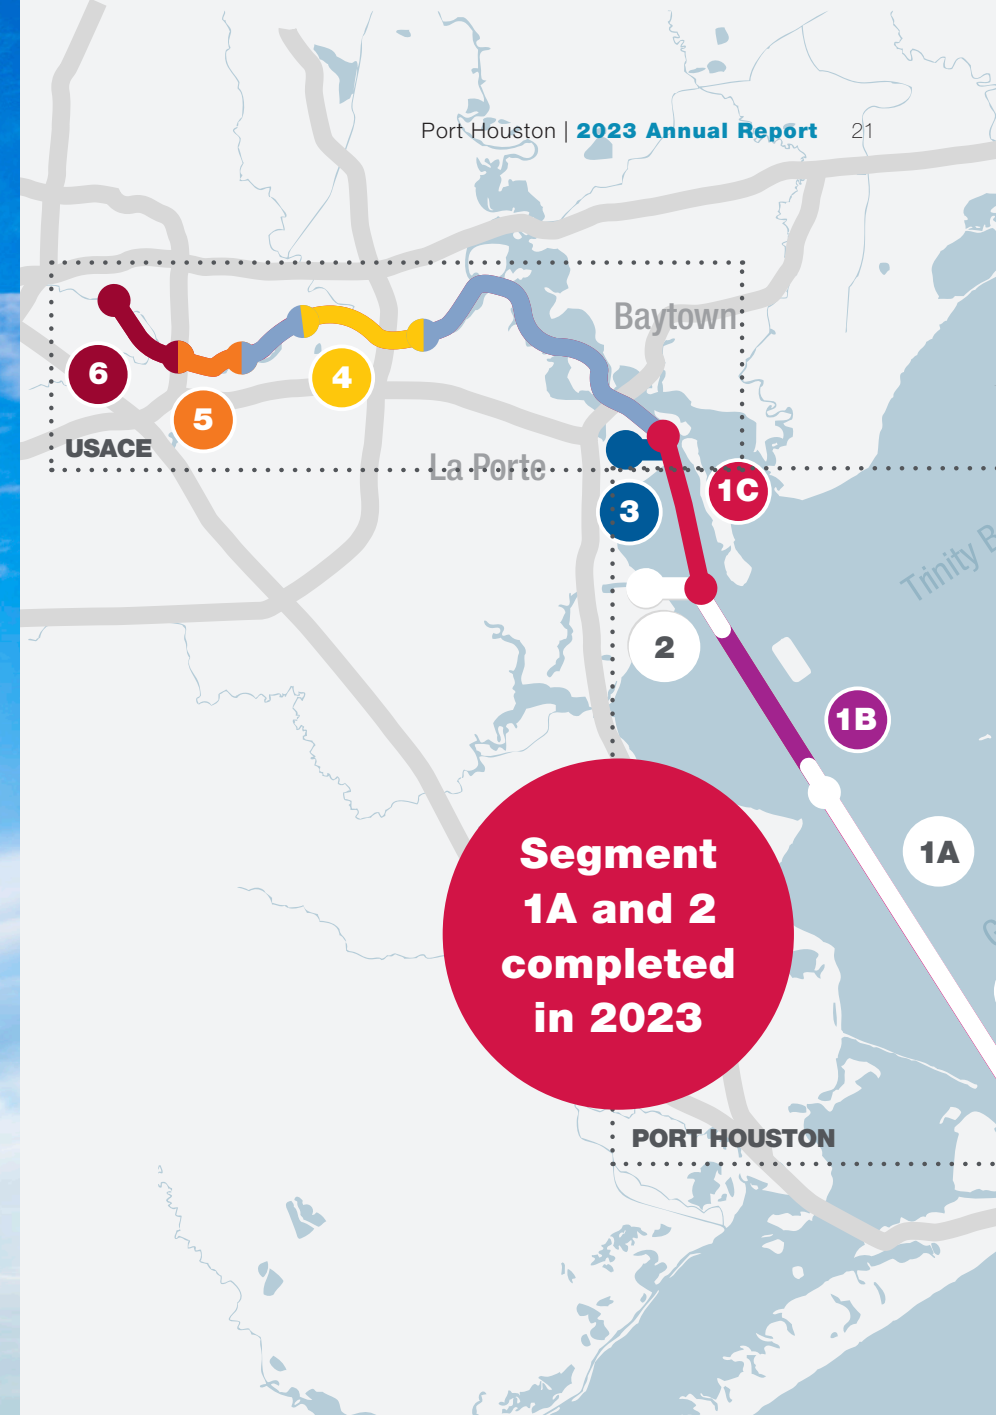 Port Houston | 2023 Annual Report 21
Baytown
6
4
5
USACE
La Porte
1C
3
Trinity
2
1B
1A
Segment
1A and 2
completed
in 2023
PORT HOUSTON